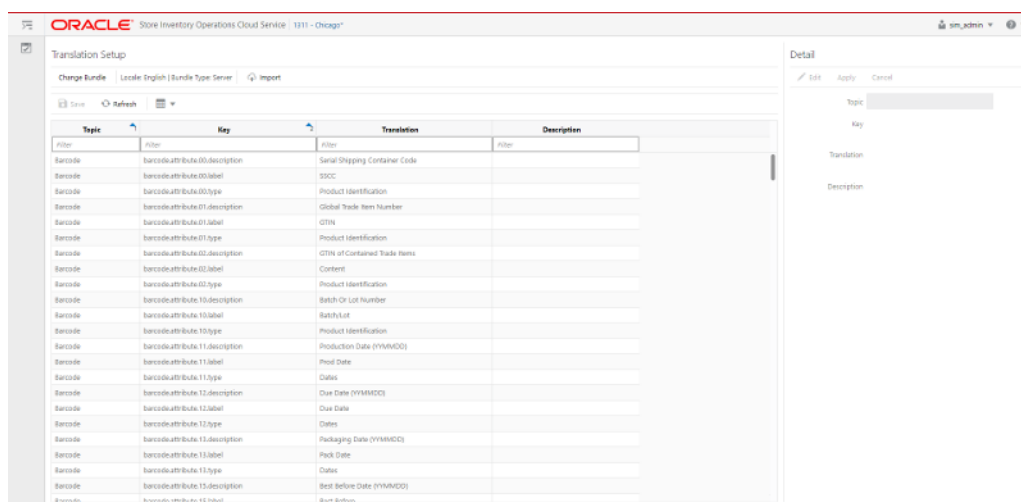 ORACLE Store Inventory Operations Cloud Service 1311 - Chicago* sim_admin
Translation Setup
Detail
Change Bundle Locale: English | Bundle Type: Server Import
Edit Apply Cancel
Save Refresh
Topic
Key
Translation
Description
Topic Key Translation Description
Filter Filter Filter Filter
Barcode barcode.attribute.00.description Serial Shipping Container Code
Barcode barcode.attribute.00.label SSCC
Barcode barcode.attribute.00.type Product Identification
Barcode barcode.attribute.01.description Global Trade Item Number
Barcode barcode.attribute.01.label GTIN
Barcode barcode.attribute.01.type Product Identification
Barcode barcode.attribute.02.description GTIN of Contained Trade Items
Barcode barcode.attribute.02.label Content
Barcode barcode.attribute.02.type Product Identification
Barcode barcode.attribute.10.description Batch Or Lot Number
Barcode barcode.attribute.10.label Batch/Lot
Barcode barcode.attribute.10.type Product Identification
Barcode barcode.attribute.11.description Production Date (YYMMDD)
Barcode barcode.attribute.11.label Prod Date
Barcode barcode.attribute.11.type Dates
Barcode barcode.attribute.12.description Due Date (YYMMDD)
Barcode barcode.attribute.12.label Due Date
Barcode barcode.attribute.12.type Dates
Barcode barcode.attribute.13.description Packaging Date (YYMMDD)
Barcode barcode.attribute.13.label Pack Date
Barcode barcode.attribute.13.type Dates
Barcode barcode.attribute.15.description Best Before Date (YYMMDD)
Barcode barcode.attribute.15.label Best Before